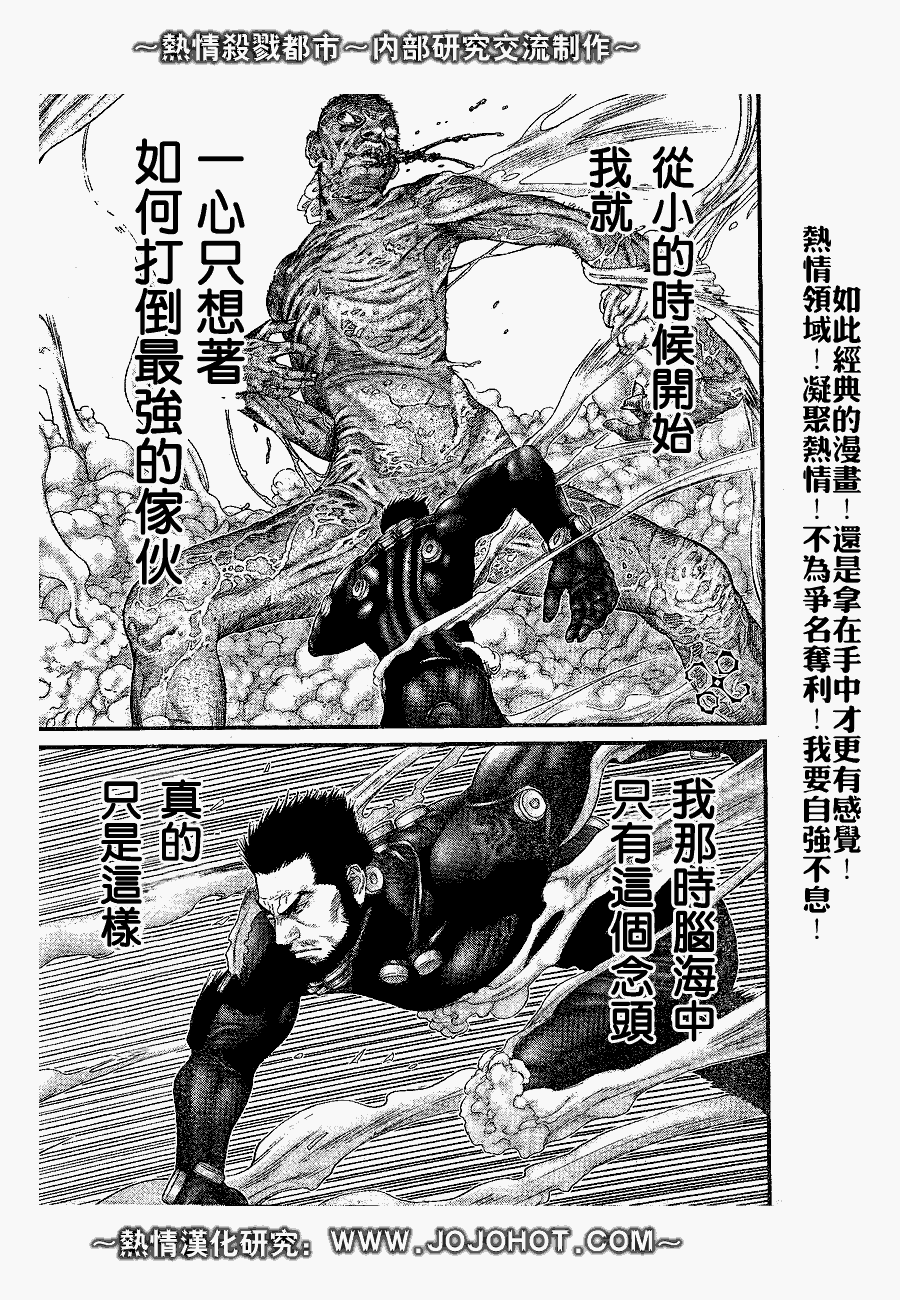 ～熱情殺戮都市～內部研究交流制作～
從小的時候開始
我就
一心只想著
如何打倒最強的傢伙
我那時腦海中
只有這個念頭
真的
只是這樣
如此經典的漫畫！還是拿在手中才更有感覺！
熱情領域！凝聚熱情！不為爭名奪利！我要自強不息！
～熱情漢化研究：WWW.JOJOHOT.COM～